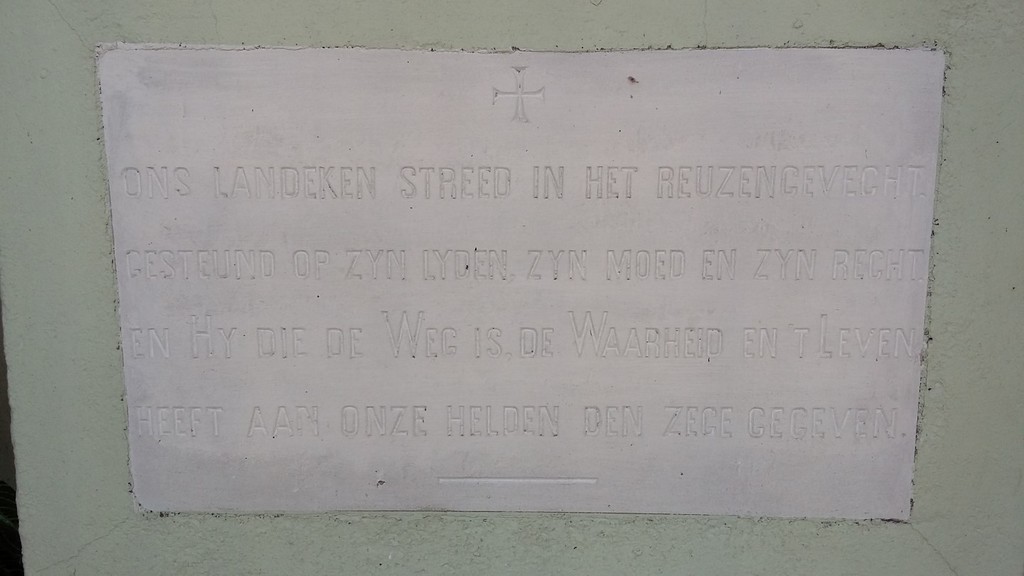 ONS LANDEKEN STREED IN HET REUZENGEVECHT,
GESTEUND OP ZYN LYDEN, ZYN MOED EN ZYN RECHT,
EN HY DIE DE WEG IS, DE WAARHEID EN 'T LEVEN
HEEFT AAN ONZE HELDEN DEN ZEGE GEGEVEN.